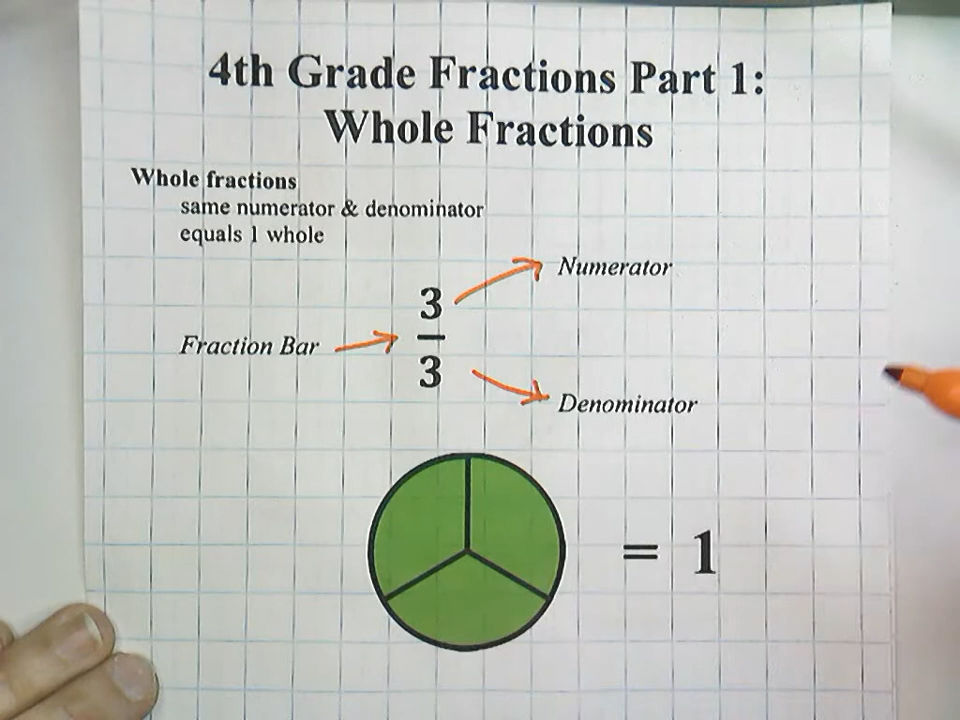 4th Grade Fractions Part 1:
Whole Fractions
Whole fractions
same numerator & denominator
equals 1 whole
Numerator
3
Fraction Bar
3
Denominator
= 1